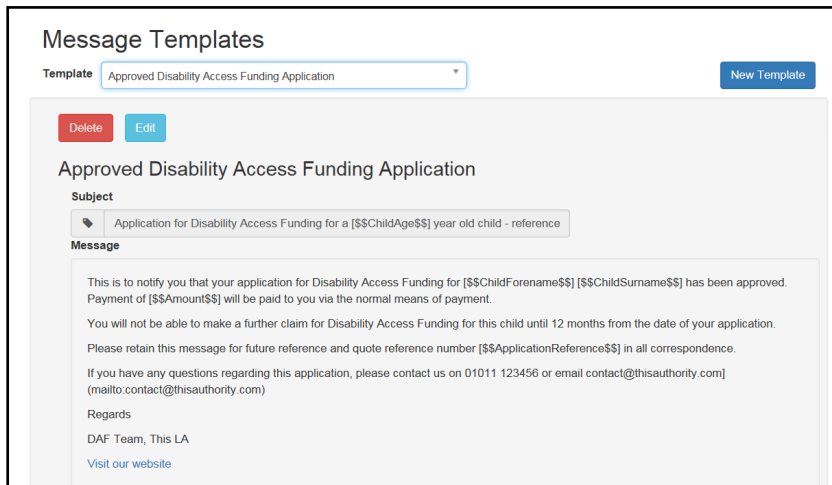 Message Templates
Template Approved Disability Access Funding Application New Template
Delete Edit
Approved Disability Access Funding Application
Subject
Application for Disability Access Funding for a [$$ChildAge$$] year old child - reference
Message
This is to notify you that your application for Disability Access Funding for [$$ChildForename$$] [$$ChildSurname$$] has been approved.
Payment of [$$Amount$$] will be paid to you via the normal means of payment.
You will not be able to make a further claim for Disability Access Funding for this child until 12 months from the date of your application.
Please retain this message for future reference and quote reference number [$$ApplicationReference$$] in all correspondence.
If you have any questions regarding this application, please contact us on 01011 123456 or email contact@thisauthority.com]
(mailto:contact@thisauthority.com)
Regards
DAF Team, This LA
Visit our website